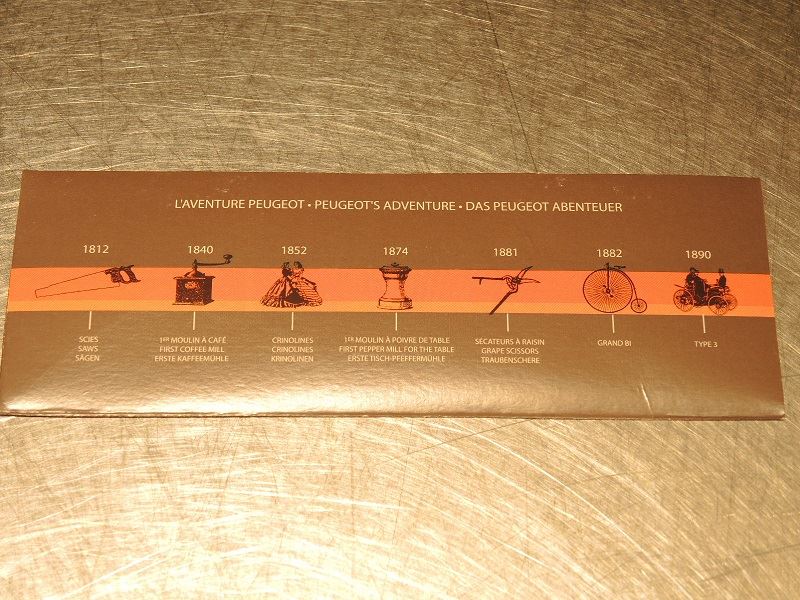 L'AVENTURE PEUGEOT • PEUGEOT'S ADVENTURE • DAS PEUGEOT ABENTEUER
1812
SCIES
SAWS
SÄGEN
1840
1ER MOULIN À CAFÉ
FIRST COFFEE MILL
ERSTE KAFFEEMÜHLE
1852
CRINOLINES
CRINOLINES
KRINOLINEN
1874
1ER MOULIN À POIVRE DE TABLE
FIRST PEPPER MILL FOR THE TABLE
ERSTE TISCH-PFEFFERMÜHLE
1881
SÉCATEURS À RAISIN
GRAPE SCISSORS
TRAUBENSCHERE
1882
GRAND BI
1890
TYPE 3